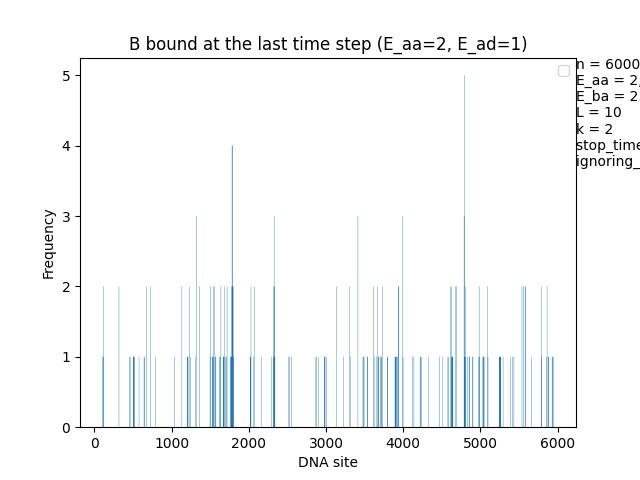 B bound at the last time step (E_aa=2, E_ad=1)
n = 6000
E_aa = 2,
E_ba = 2
L = 10
k = 2
stop_time
ignoring_
Frequency
5
4
3
2
1
0
0 1000 2000 3000 4000 5000 6000
DNA site